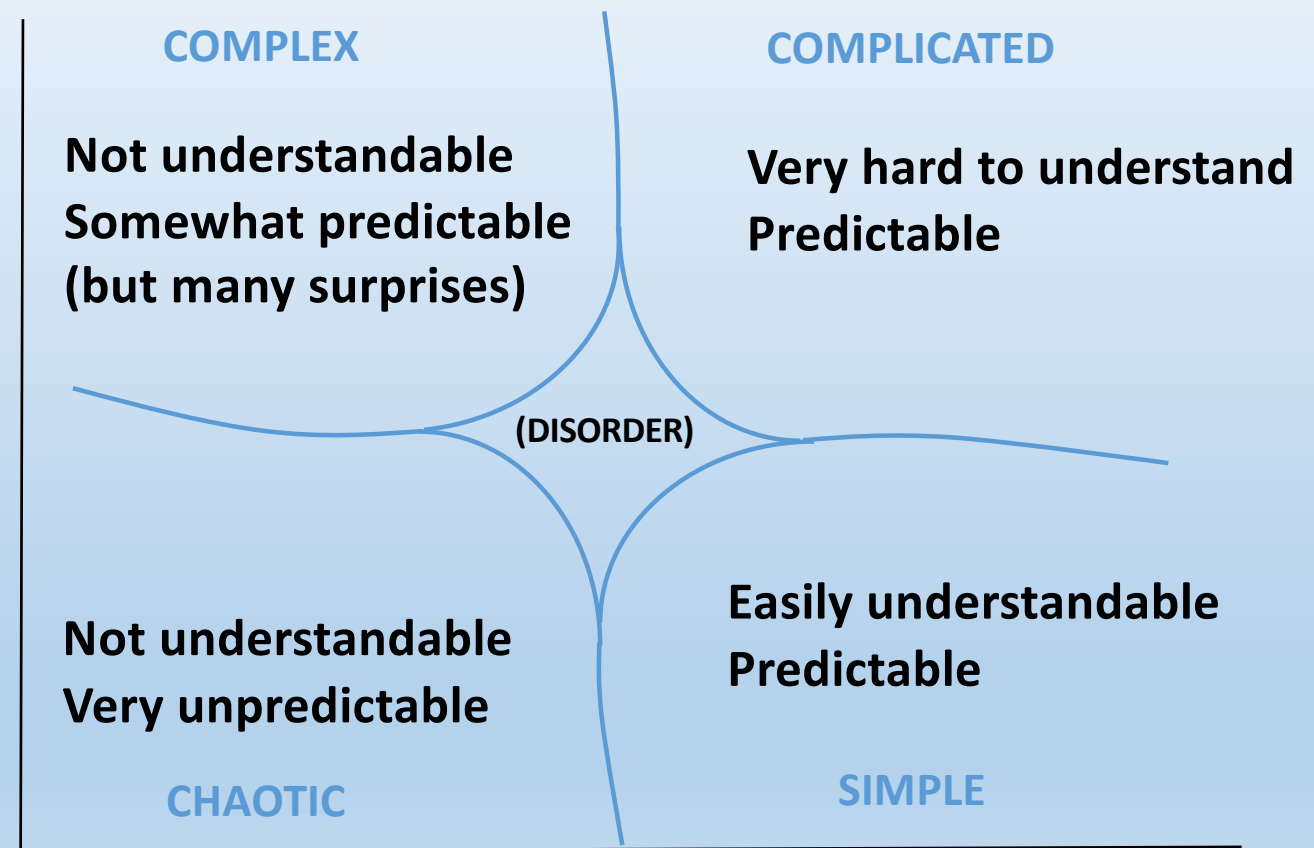 COMPLEX
Not understandable
Somewhat predictable
(but many surprises)
COMPLICATED
Very hard to understand
Predictable
(DISORDER)
Not understandable
Very unpredictable
CHAOTIC
Easily understandable
Predictable
SIMPLE